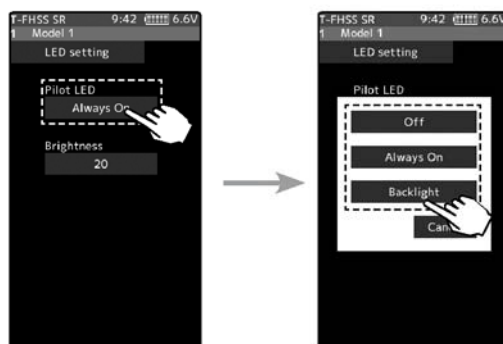 T-FHSS SR 9:42 6.6V
1 Model 1
LED setting
Pilot LED
Always On
Brightness
20
T-FHSS SR 9:42 6.6V
1 Model 1
LED setting
Pilot LED
Off
Always On
Backlight